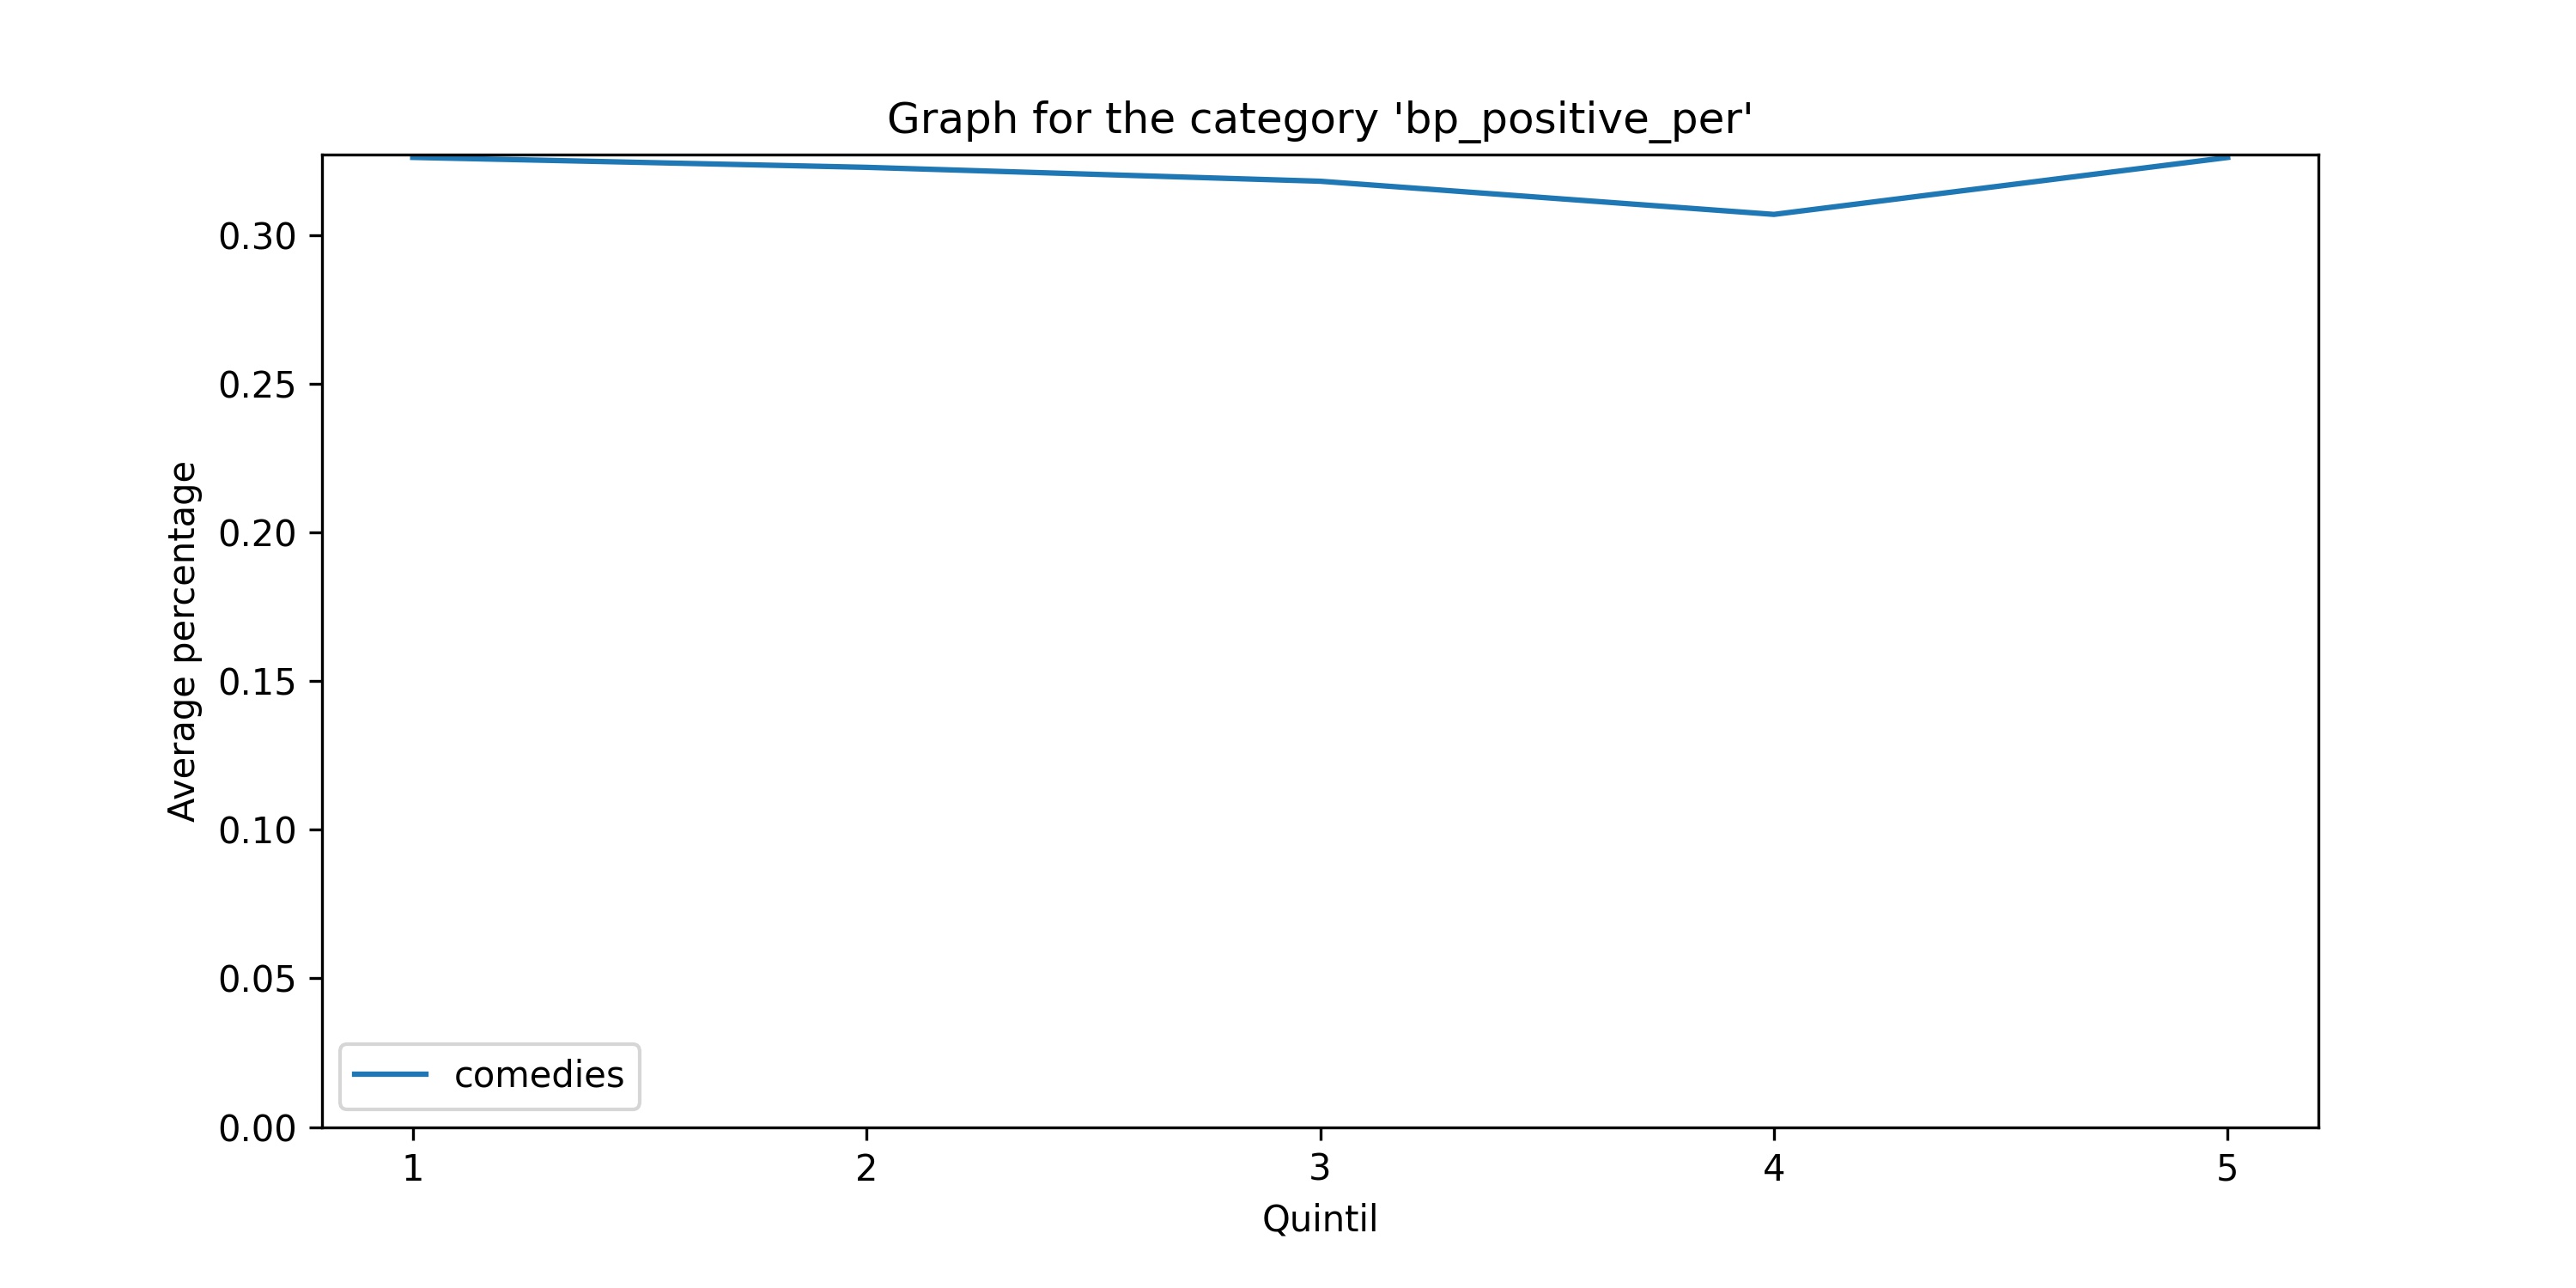 Graph for the category 'bp_positive_per'
Average percentage
0.30
0.25
0.20
0.15
0.10
0.05
0.00
comedies
1 2 3 4 5
Quintil